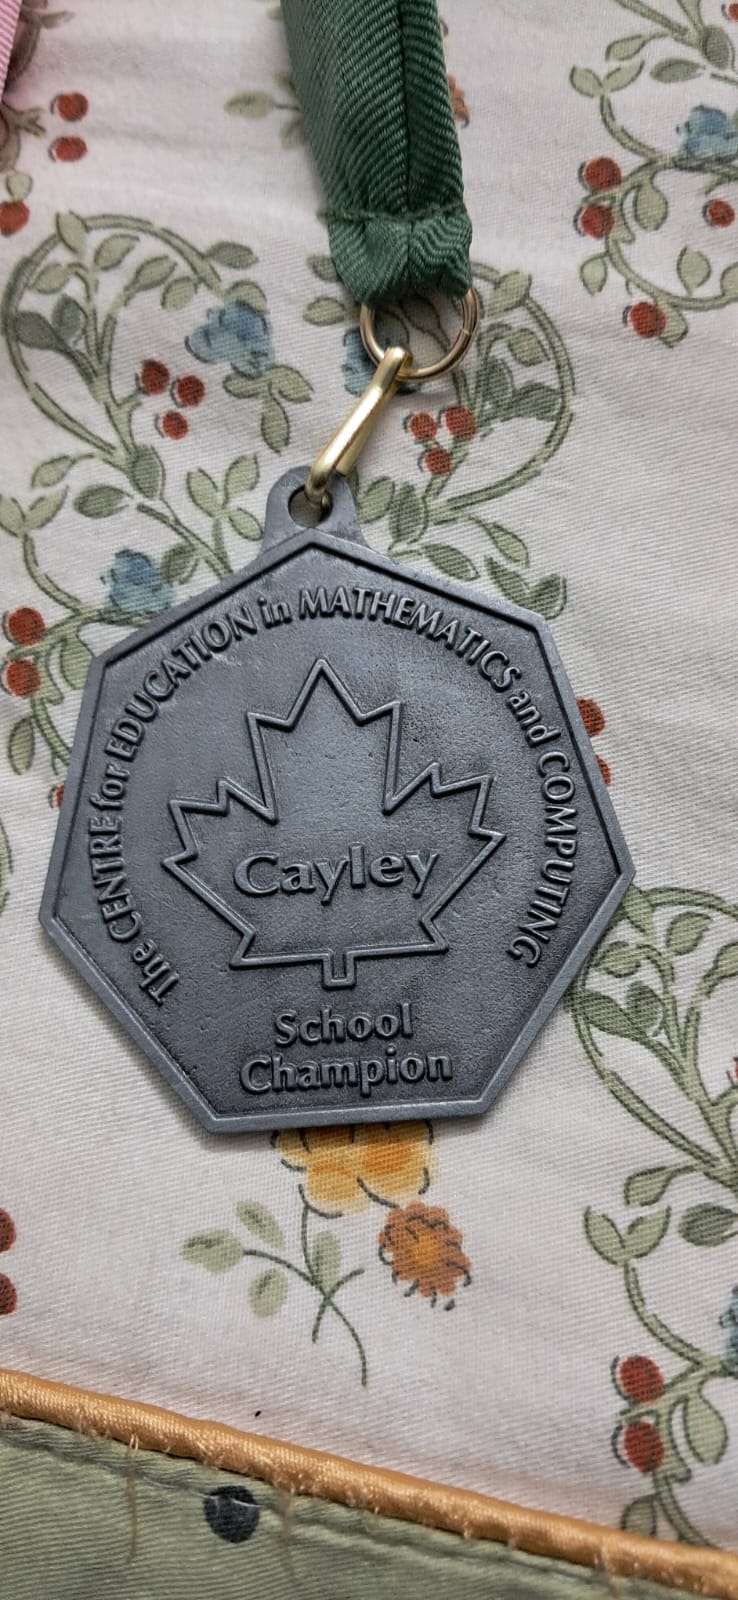 The CENTRE for EDUCATION in MATHEMATICS and COMPUTING
Cayley
School
Champion